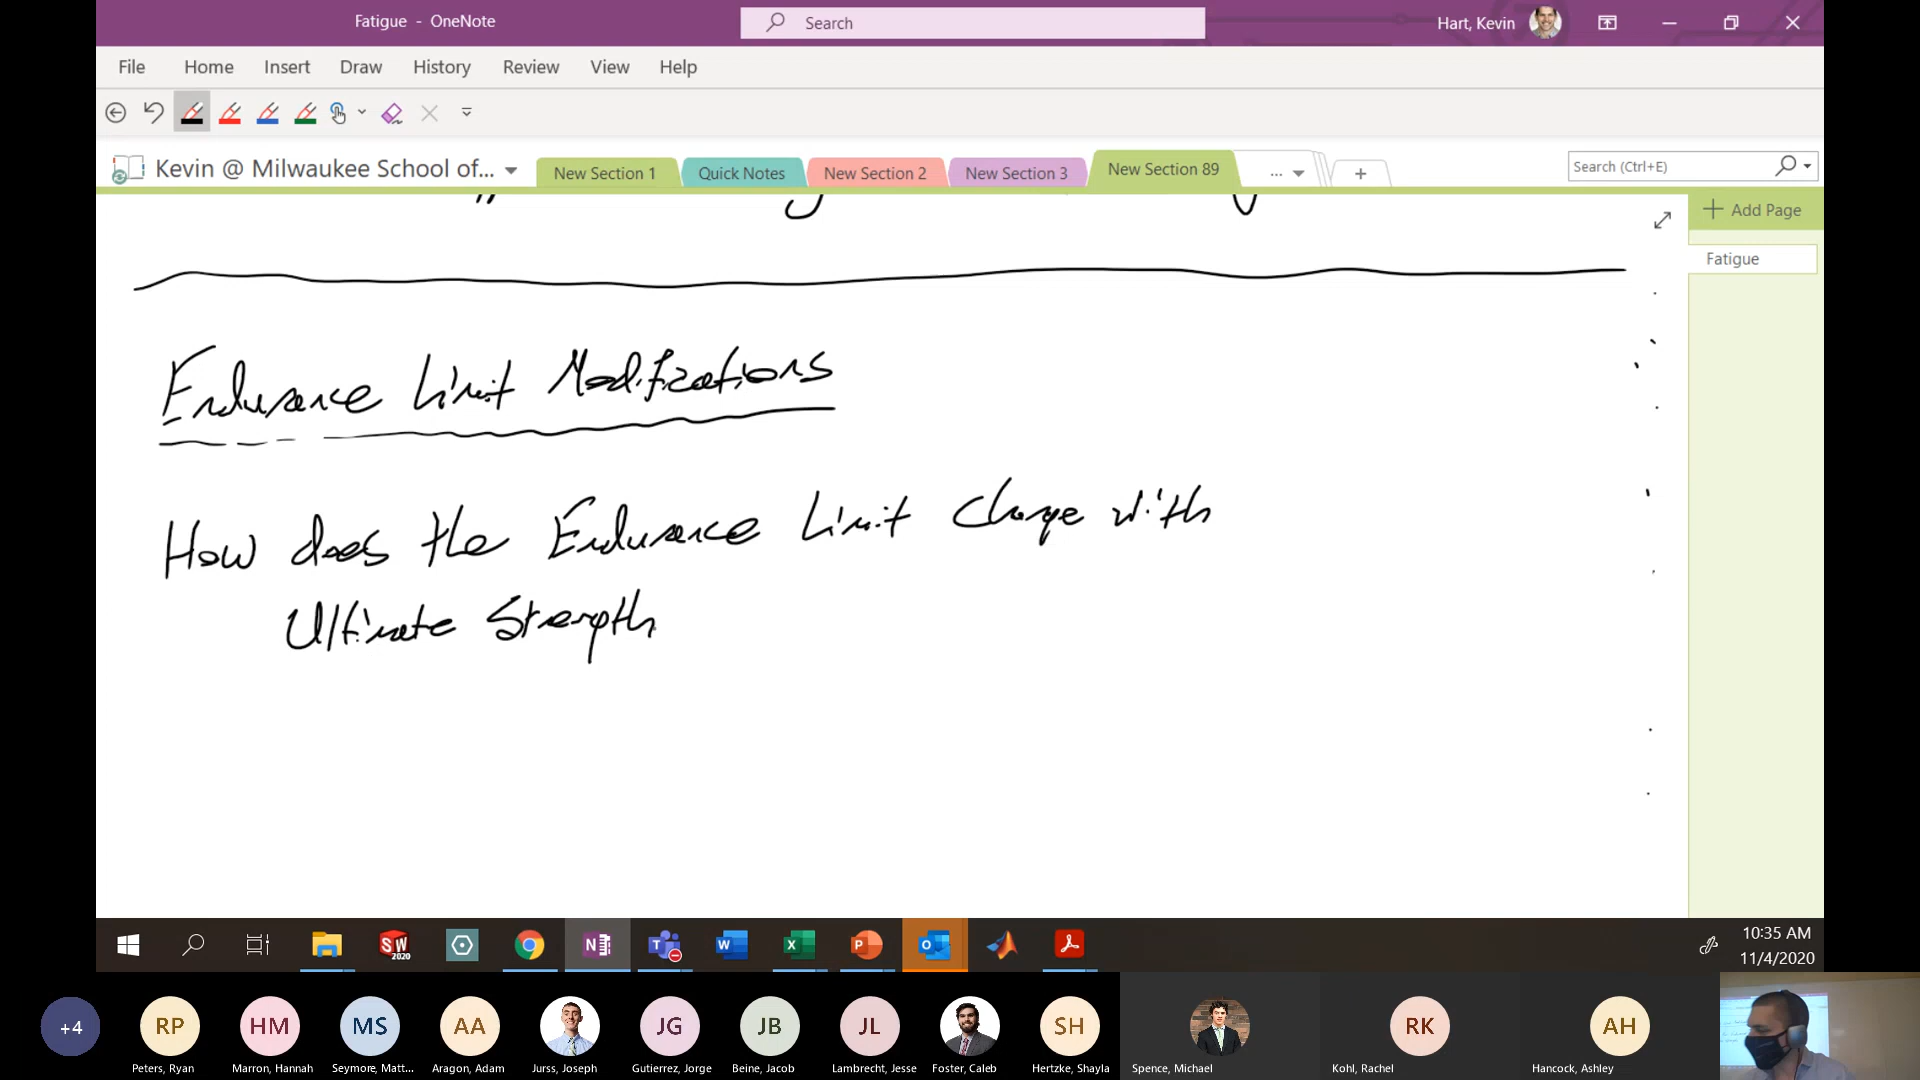 Fatigue - OneNote
Search
Hart, Kevin
File Home Insert Draw History Review View Help
Kevin @ Milwaukee School of...
New Section 1
Quick Notes
New Section 2
New Section 3
New Section 89
...
Search (Ctrl+E)
Add Page
Fatigue
Endurance Limit Modifications
How does the Endurance Limit Change with
Ultimate Strength
SW
2020
N
T
W
X
P
O
10:35 AM
11/4/2020
+4
RP
HM
MS
AA
JG
JB
JL
SH
RK
AH
Peters, Ryan
Marron, Hannah
Seymore, Matt...
Aragon, Adam
Jurss, Joseph
Gutierrez, Jorge
Beine, Jacob
Lambrecht, Jesse
Foster, Caleb
Hertzke, Shayla
Spence, Michael
Kohl, Rachel
Hancock, Ashley